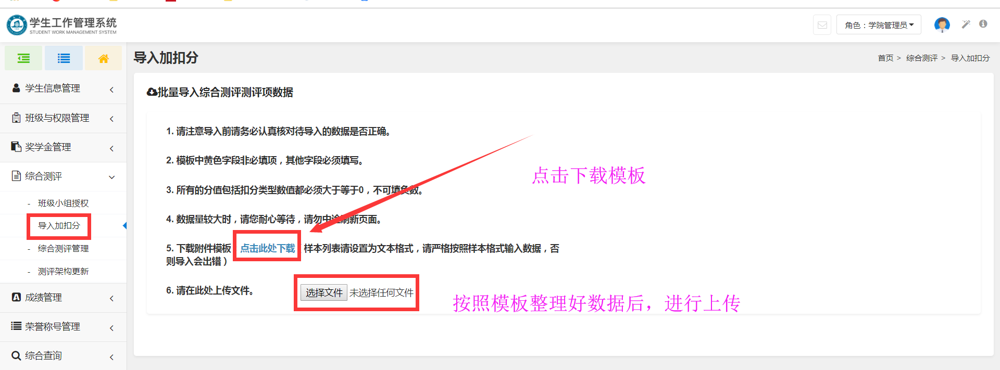 学生工作管理系统
STUDENT WORK MANAGEMENT SYSTEM
角色：学院管理员
导入加扣分
首页 > 综合测评 > 导入加扣分
学生信息管理
班级与权限管理
奖学金管理
综合测评
- 班级小组授权
导入加扣分
- 综合测评管理
- 测评架构更新
成绩管理
荣誉称号管理
综合查询
批量导入综合测评测评项数据
1. 请注意导入前请务必认真核对待导入的数据是否正确。
2. 模板中黄色字段非必填项，其他字段必须填写。
3. 所有的分值包括扣分类型数值都必须大于等于0，不可填负数。
4. 数据量较大时，请您耐心等待，请勿中途刷新页面。
5. 下载附件模板 点击此处下载 样本列表请设置为文本格式，请严格按照样本格式输入数据，否
则导入会出错）
6. 请在此处上传文件。 选择文件 未选择任何文件
点击下载模板
按照模板整理好数据后，进行上传